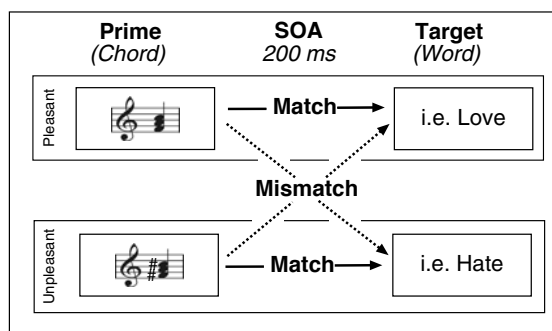 Prime SOA Target
(Chord) 200 ms (Word)
Pleasant
Match
i.e. Love
Mismatch
Unpleasant
Match
i.e. Hate